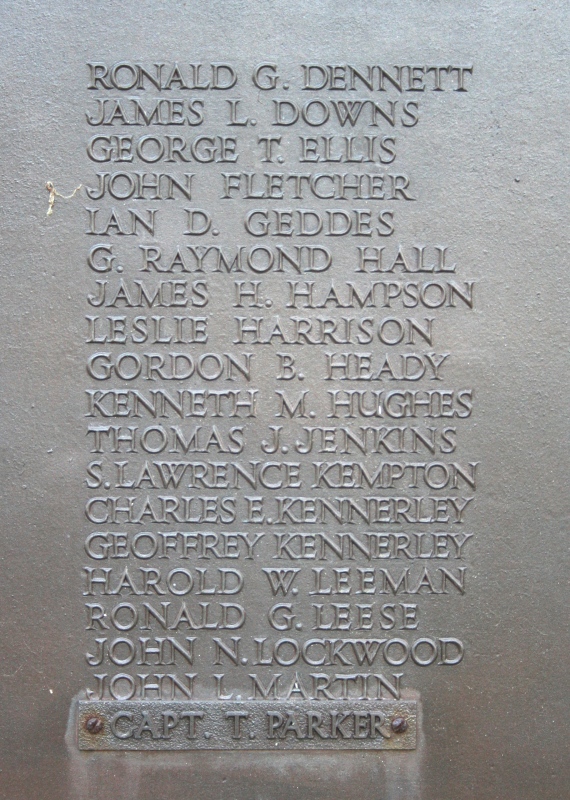 RONALD G. DENNETT
JAMES L. DOWNS
GEORGE T. ELLIS
JOHN FLETCHER
IAN D. GEDDES
G. RAYMOND HALL
JAMES H. HAMPSON
LESLIE HARRISON
GORDON B. HEADY
KENNETH M. HUGHES
THOMAS J. JENKINS
S. LAWRENCE KEMPTON
CHARLES E. KENNERLEY
GEOFFREY KENNERLEY
HAROLD W. LEEMAN
RONALD G. LEESE
JOHN N. LOCKWOOD
JOHN L. MARTIN
CAPT. T. PARKER